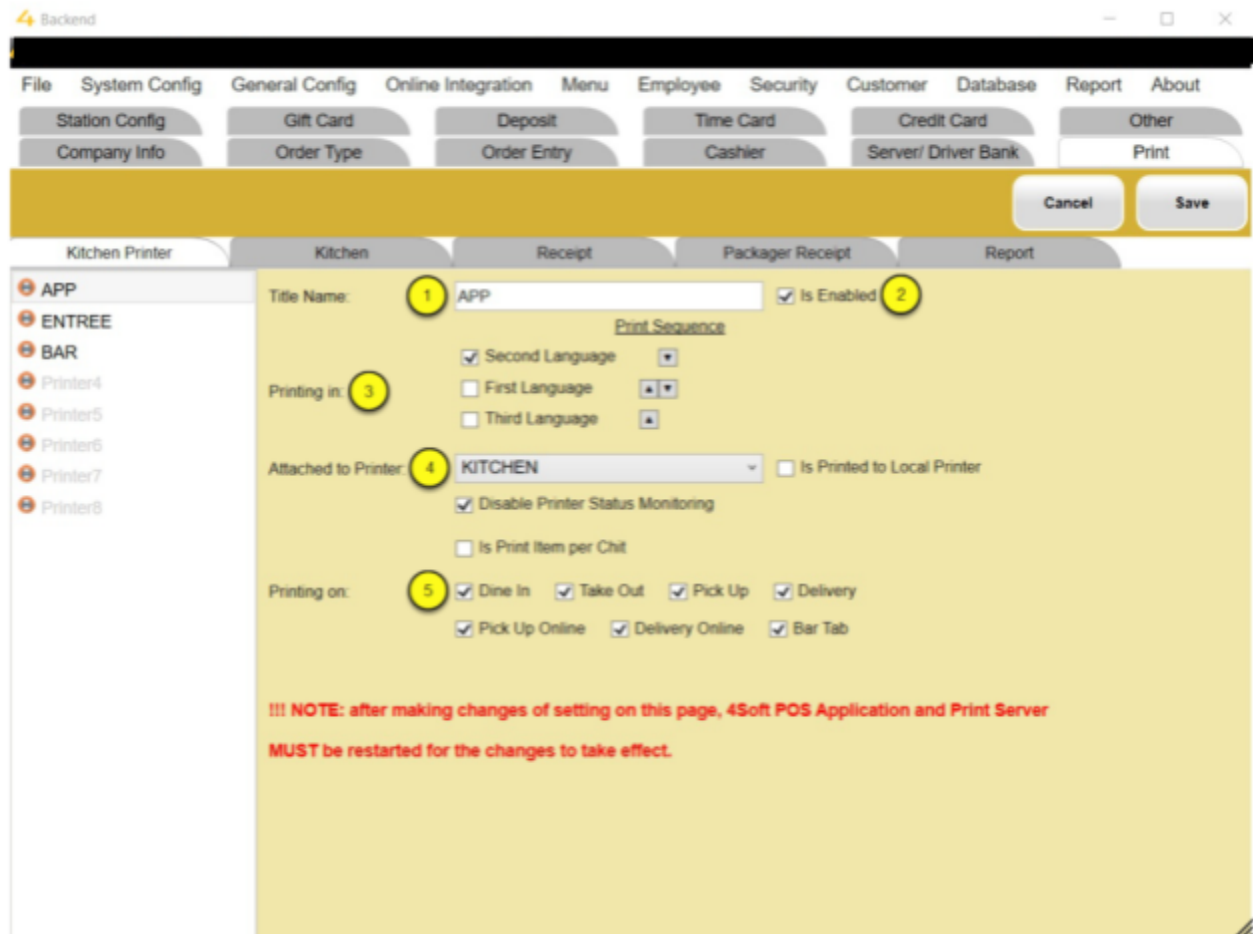 4 Backend
File System Config General Config Online Integration Menu Employee Security Customer Database Report About
Station Config Gift Card Deposit Time Card Credit Card Other
Company Info Order Type Order Entry Cashier Server/ Driver Bank Print
Cancel Save
Kitchen Printer Kitchen Receipt Packager Receipt Report
APP
ENTREE
BAR
Printer4
Printer5
Printer6
Printer7
Printer8
Title Name: 1 APP Is Enabled 2
Print Sequence
Second Language
Printing in: 3 First Language
Third Language
Attached to Printer: 4 KITCHEN Is Printed to Local Printer
Disable Printer Status Monitoring
Is Print Item per Chit
Printing on: 5 Dine In Take Out Pick Up Delivery
Pick Up Online Delivery Online Bar Tab
!!! NOTE: after making changes of setting on this page, 4Soft POS Application and Print Server
MUST be restarted for the changes to take effect.